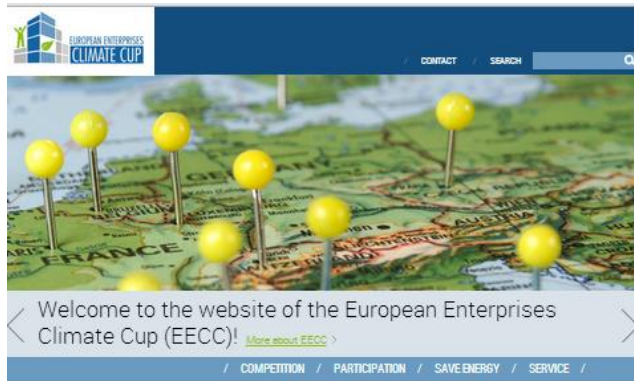 EUROPEAN ENTERPRISES
CLIMATE CUP
/ CONTACT / SEARCH
FRANCE
Welcome to the website of the European Enterprises
Climate Cup (EECC)! More about EECC >
/ COMPETITION / PARTICIPATION / SAVE ENERGY / SERVICE /